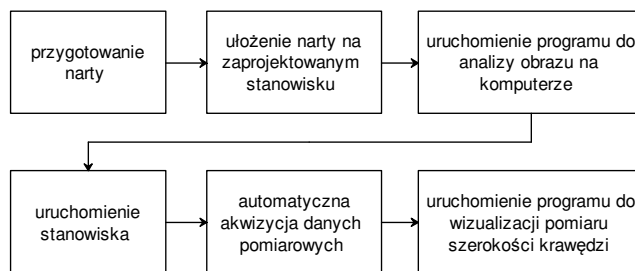 przygotowanie
narty
ułożenie narty na
zaprojektowanym
stanowisku
uruchomienie programu do
analizy obrazu na
komputerze
uruchomienie
stanowiska
automatyczna
akwizycja danych
pomiarowych
uruchomienie programu do
wizualizacji pomiaru
szerokości krawędzi